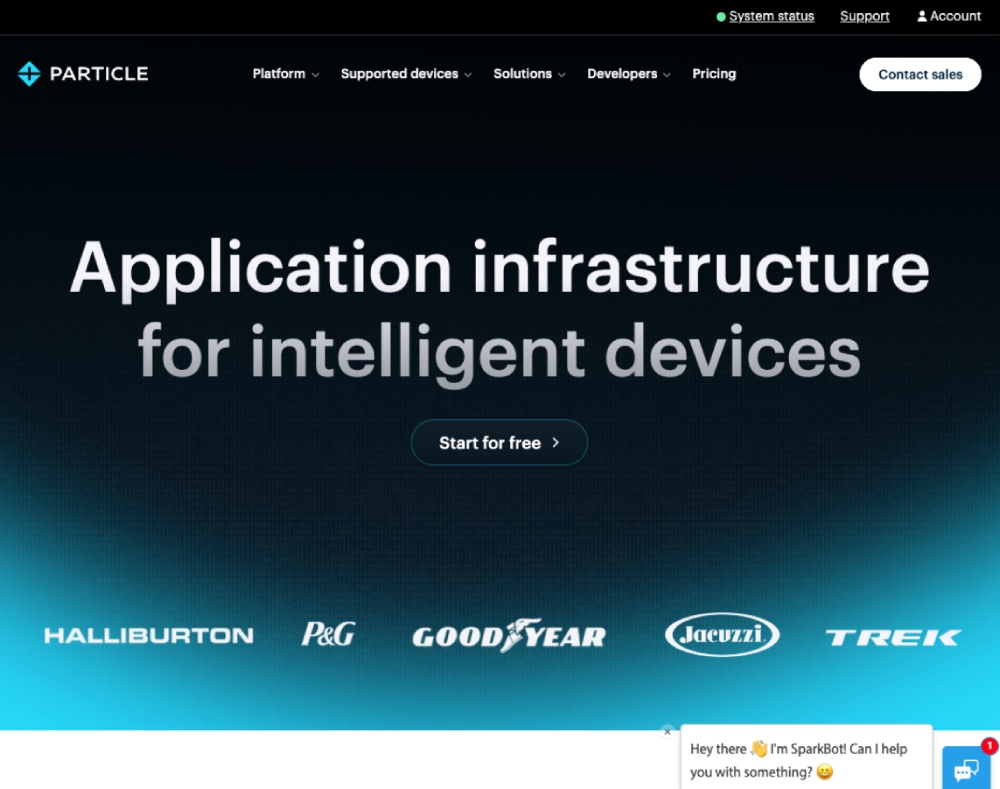 System status Support Account
PARTICLE Platform Supported devices Solutions Developers Pricing Contact sales
Application infrastructure
for intelligent devices
Start for free
HALLIBURTON P&G GOODYEAR Jacuzzi TREK
Hey there 👋 I'm SparkBot! Can I help
you with something? 😀
1